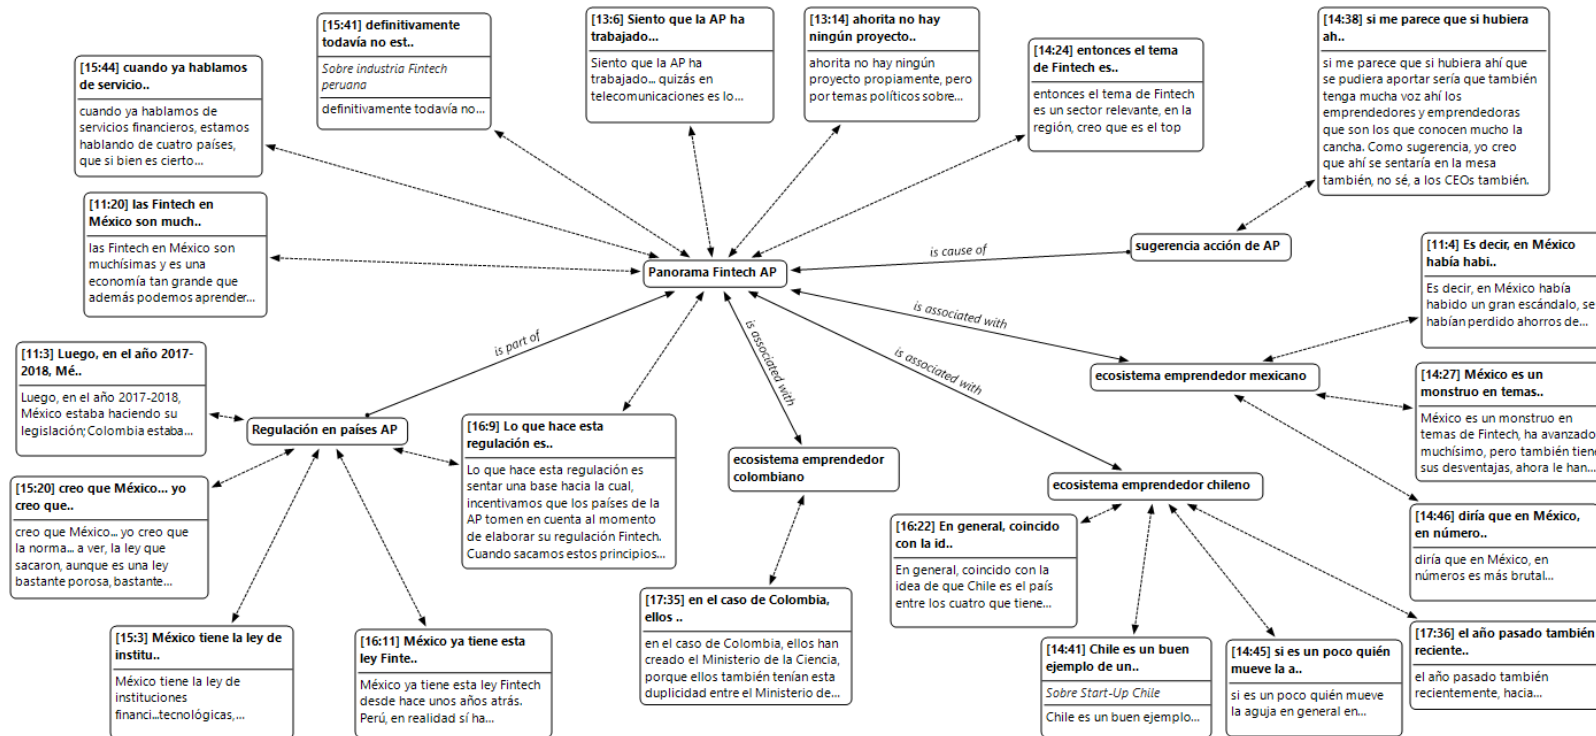 [15:41] definitivamente
todavía no est..
Sobre industria Fintech
peruana
definitivamente todavía no...
[13:6] Siento que la AP ha
trabajado...
Siento que la AP ha
trabajado... quizás en
telecomunicaciones es lo...
[13:14] ahorita no hay
ningún proyecto..
ahorita no hay ningún
proyecto propiamente, pero
por temas políticos sobre...
[14:38] si me parece que si hubiera
ah..
si me parece que si hubiera ahí que
se pudiera aportar sería que también
tenga mucha voz ahí los
emprendedores y emprendedoras
que son los que conocen mucho la
cancha. Como sugerencia, yo creo
que ahí se sentaría en la mesa
también, no sé, a los CEOs también.
[14:24] entonces el tema
de Fintech es..
entonces el tema de Fintech
es un sector relevante, en la
región, creo que es el top
[15:44] cuando ya hablamos
de servicio..
cuando ya hablamos de
servicios financieros, estamos
hablando de cuatro países,
que si bien es cierto...
[11:20] las Fintech en
México son much..
las Fintech en México son
muchísimas y es una
economía tan grande que
además podemos aprender...
sugerencia acción de AP
is cause of
Panorama Fintech AP
[11:4] Es decir, en México
había habi..
Es decir, en México había
habido un gran escándalo, se
habían perdido ahorros de...
is part of
is associated with
is associated with
is associated with
ecosistema emprendedor mexicano
[11:3] Luego, en el año 2017-
2018, Mé..
Luego, en el año 2017-2018,
México estaba haciendo su
legislación; Colombia estaba...
Regulación en países AP
[16:9] Lo que hace esta
regulación es..
Lo que hace esta regulación es
sentar una base hacia la cual,
incentivamos que los países de la
AP tomen en cuenta al momento
de elaborar su regulación Fintech.
Cuando sacamos estos principios...
ecosistema emprendedor
colombiano
ecosistema emprendedor chileno
[14:27] México es un
monstruo en temas..
México es un monstruo en
temas de Fintech, ha avanzado
muchísimo, pero también tiene
sus desventajas, ahora le han...
[15:20] creo que México... yo
creo que..
creo que México... yo creo que
la norma... a ver, la ley que
sacaron, aunque es una ley
bastante porosa, bastante...
[16:22] En general, coincido
con la id..
En general, coincido con la
idea de que Chile es el país
entre los cuatro que tiene...
[14:46] diría que en México,
en número..
diría que en México, en
números es más brutal...
[15:3] México tiene la ley de
institu..
México tiene la ley de
instituciones
financi...tecnológicas,...
[16:11] México ya tiene esta
ley Finte..
México ya tiene esta ley Fintech
desde hace unos años atrás.
Perú, en realidad sí ha...
[17:35] en el caso de Colombia,
ellos ..
en el caso de Colombia, ellos han
creado el Ministerio de la Ciencia,
porque ellos también tenían esta
duplicidad entre el Ministerio de...
[14:41] Chile es un buen
ejemplo de un..
Sobre Start-Up Chile
Chile es un buen ejemplo...
[14:45] si es un poco quién
mueve la a..
si es un poco quién mueve
la aguja en general en...
[17:36] el año pasado también
reciente..
el año pasado también
recientemente, hacia...